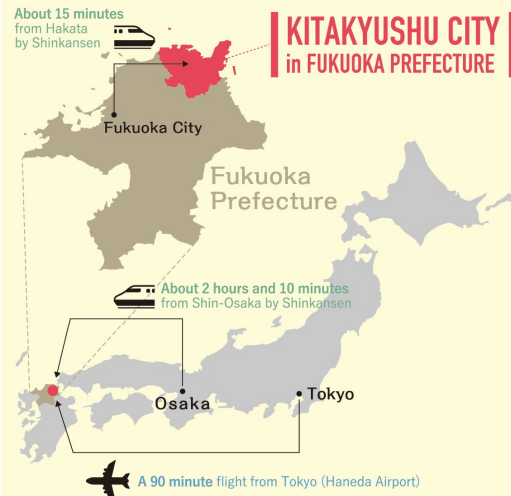 About 15 minutes
from Hakata
by Shinkansen
KITAKYUSHU CITY
in FUKUOKA PREFECTURE
Fukuoka City
Fukuoka
Prefecture
About 2 hours and 10 minutes
from Shin-Osaka by Shinkansen
Osaka
Tokyo
A 90 minute flight from Tokyo (Haneda Airport)